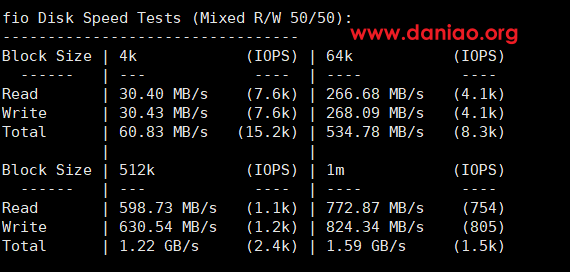 fio Disk Speed Tests (Mixed R/W 50/50):
www.daniao.org
---------------------------------
Block Size | 4k            (IOPS) | 64k           (IOPS)
  ------   | ---            ----  | ----           ----
Read       | 30.40 MB/s    (7.6k) | 266.68 MB/s   (4.1k)
Write      | 30.43 MB/s    (7.6k) | 268.09 MB/s   (4.1k)
Total      | 60.83 MB/s   (15.2k) | 534.78 MB/s   (8.3k)
           |                      |
Block Size | 512k          (IOPS) | 1m            (IOPS)
  ------   | ---            ----  | ----           ----
Read       | 598.73 MB/s   (1.1k) | 772.87 MB/s    (754)
Write      | 630.54 MB/s   (1.2k) | 824.34 MB/s    (805)
Total      | 1.22 GB/s     (2.4k) | 1.59 GB/s     (1.5k)